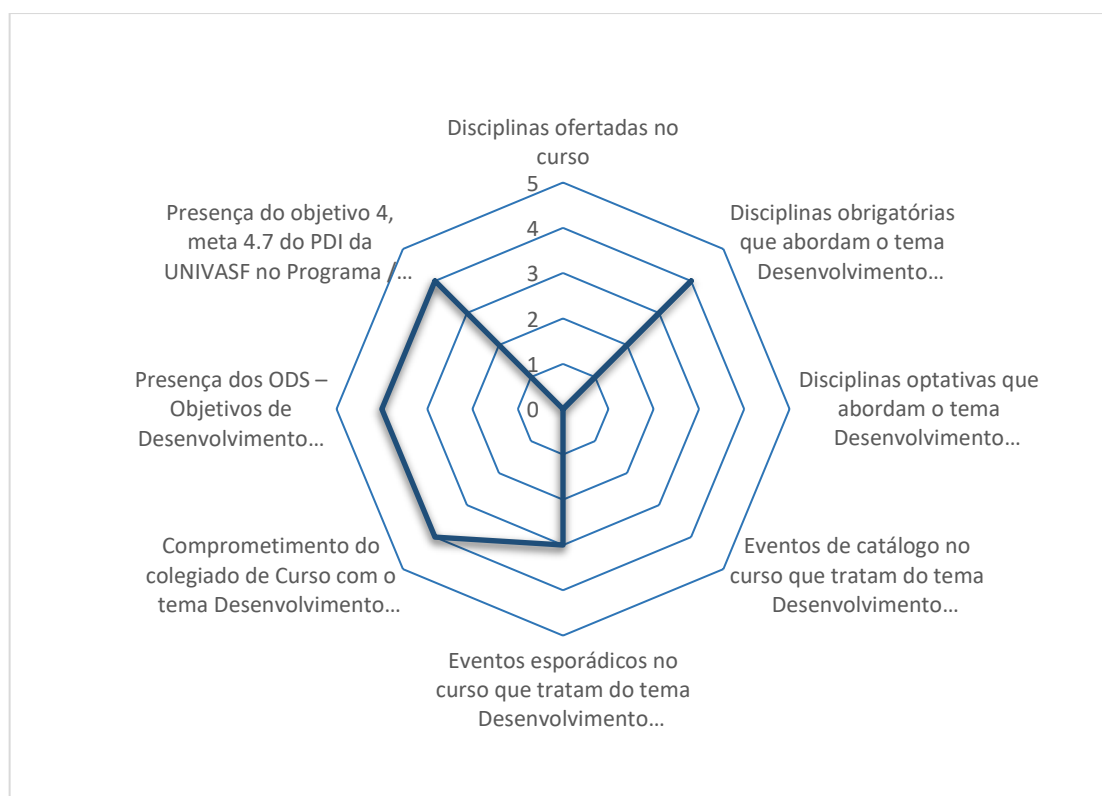 Disciplinas ofertadas no
curso
5
4
3
2
1
0
Disciplinas obrigatórias
que abordam o tema
Desenvolvimento…
Disciplinas optativas que
abordam o tema
Desenvolvimento…
Eventos de catálogo no
curso que tratam do tema
Desenvolvimento…
Eventos esporádicos no
curso que tratam do tema
Desenvolvimento…
Comprometimento do
colegiado de Curso com o
tema Desenvolvimento…
Presença dos ODS –
Objetivos de
Desenvolvimento…
Presença do objetivo 4,
meta 4.7 do PDI da
UNIVASF no Programa /…